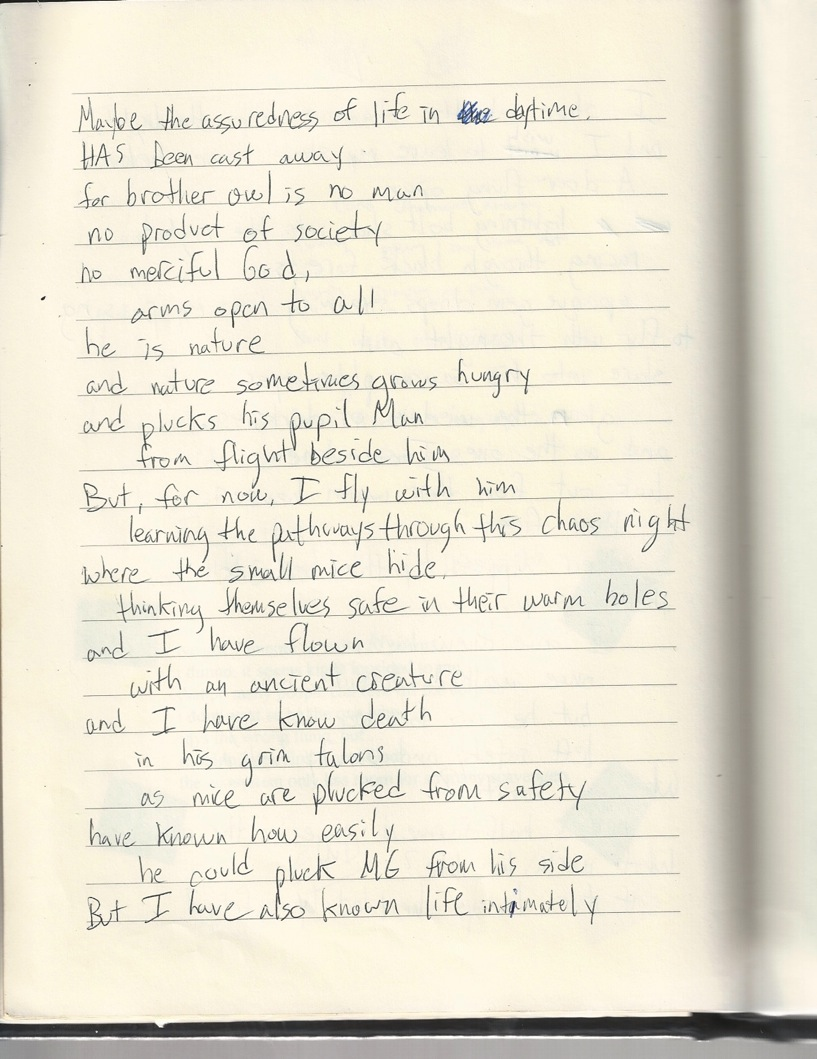 Maybe the assuredness of life in daytime.
HAS been cast away
for brother owl is no man
no product of society
no merciful God,
arms open to all
he is nature
and nature sometimes grows hungry
and plucks his pupil Man
from flight beside him
But, for now, I fly with him
learning the pathways through this chaos night
where the small mice hide.
thinking themselves safe in their warm holes
and I have flown
with an ancient creature
and I have know death
in his grim talons
as mice are plucked from safety
have known how easily
he could pluck ME from his side
But I have also known life intimately